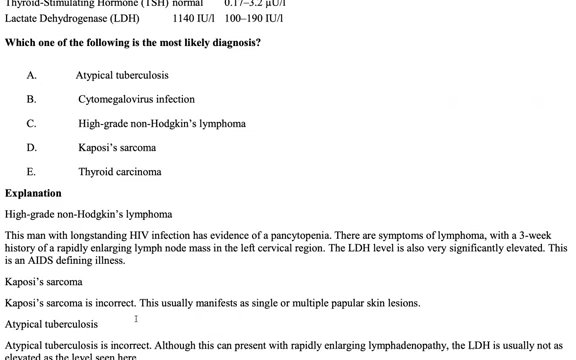 Thyroid-Stimulating Hormone (TSH) normal 0.17–3.2 µU/l
Lactate Dehydrogenase (LDH) 1140 IU/l 100–190 IU/l
Which one of the following is the most likely diagnosis?
A. Atypical tuberculosis
B. Cytomegalovirus infection
C. High-grade non-Hodgkin's lymphoma
D. Kaposi's sarcoma
E. Thyroid carcinoma
Explanation
High-grade non-Hodgkin's lymphoma
This man with longstanding HIV infection has evidence of a pancytopenia. There are symptoms of lymphoma, with a 3-week
history of a rapidly enlarging lymph node mass in the left cervical region. The LDH level is also very significantly elevated. This
is an AIDS defining illness.
Kaposi's sarcoma
Kaposi's sarcoma is incorrect. This usually manifests as single or multiple papular skin lesions.
Atypical tuberculosis
Atypical tuberculosis is incorrect. Although this can present with rapidly enlarging lymphadenopathy, the LDH is usually not as
elevated as the level seen here.